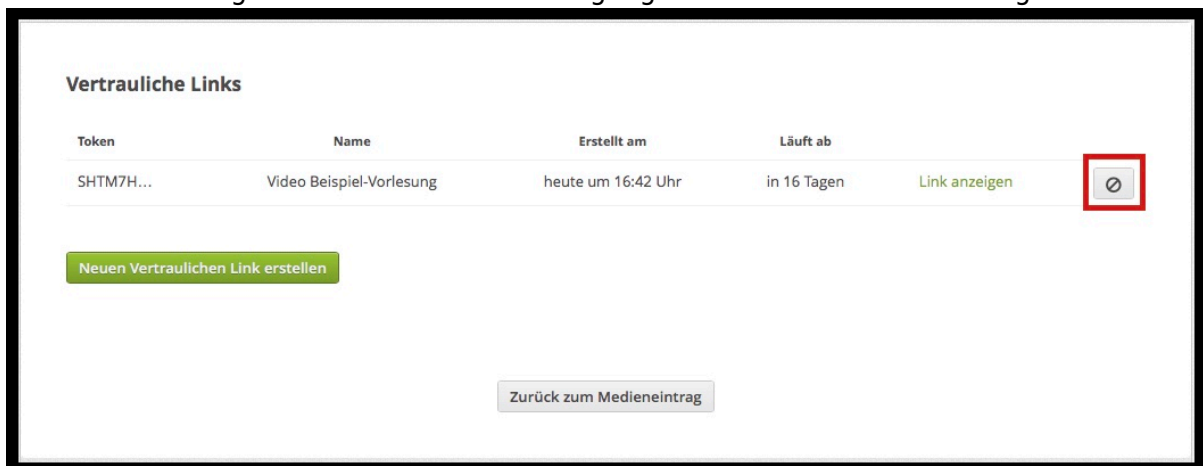 Vertrauliche Links
Token Name Erstellt am Läuft ab
SHTM7H... Video Beispiel-Vorlesung heute um 16:42 Uhr in 16 Tagen Link anzeigen
Neuen Vertraulichen Link erstellen
Zurück zum Medieneintrag